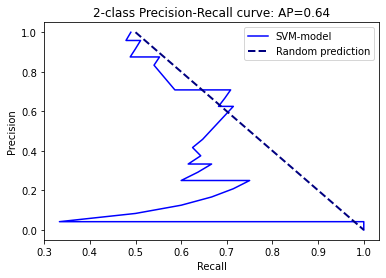 2-class Precision-Recall curve: AP=0.64
SVM-model
Random prediction
Precision
1.0
0.8
0.6
0.4
0.2
0.0
0.3 0.4 0.5 0.6 0.7 0.8 0.9 1.0
Recall